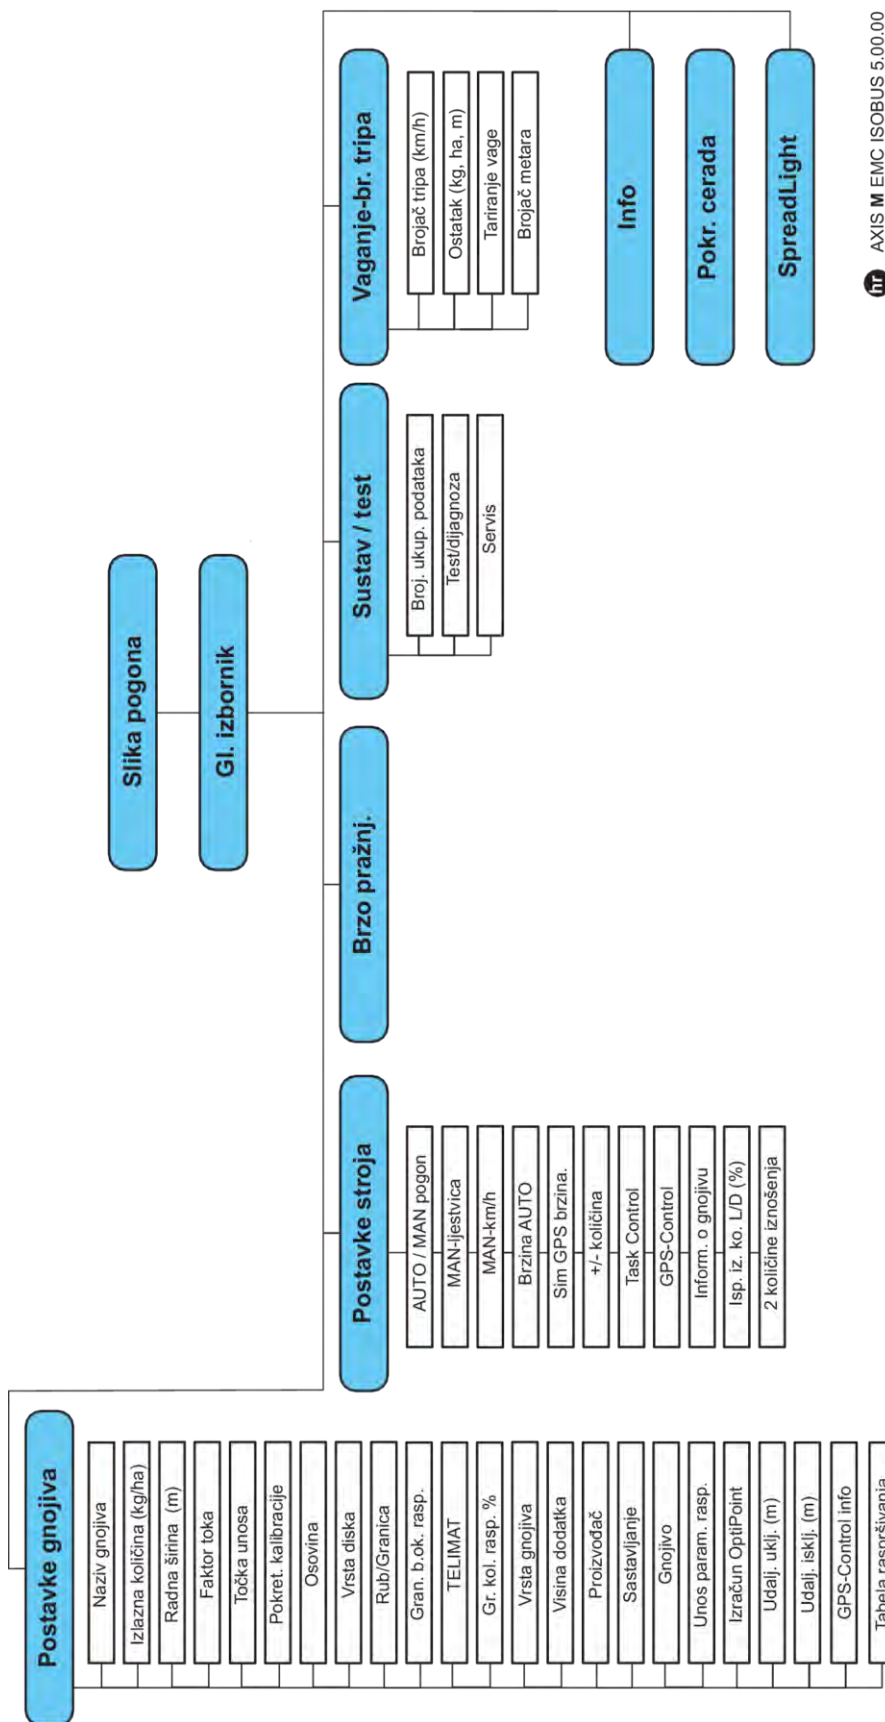 Slika pogona
Gl. izbornik
Postavke gnojiva
Naziv gnojiva
Izlazna količina (kg/ha)
Radna širina (m)
Faktor toka
Točka unosa
Pokret. kalibracije
Osovina
Vrsta diska
Rub/Granica
Gran. b.ok. rasp.
TELIMAT
Gr. kol. rasp. %
Vrsta gnojiva
Visina dodatka
Proizvođač
Sastavljanje
Gnojivo
Unos param. rasp.
Izračun OptiPoint
Udalj. uklj. (m)
Udalj. isklj. (m)
GPS-Control info
Tabela raspršivanja
Postavke stroja
AUTO / MAN pogon
MAN-ljestvica
MAN-km/h
Brzina AUTO
Sim GPS brzina.
+/- količina
Task Control
GPS-Control
Inform. o gnojivu
Isp. iz. ko. L/D (%)
2 količine iznošenja
Brzo pražnj.
Sustav / test
Broj. ukup. podataka
Test/dijagnoza
Servis
Vaganje-br. tripa
Brojač tripa (km/h)
Ostatak (kg, ha, m)
Tariranje vage
Brojač metara
Info
Pokr. cerada
SpreadLight
hr AXIS M EMC ISOBUS 5.00.00